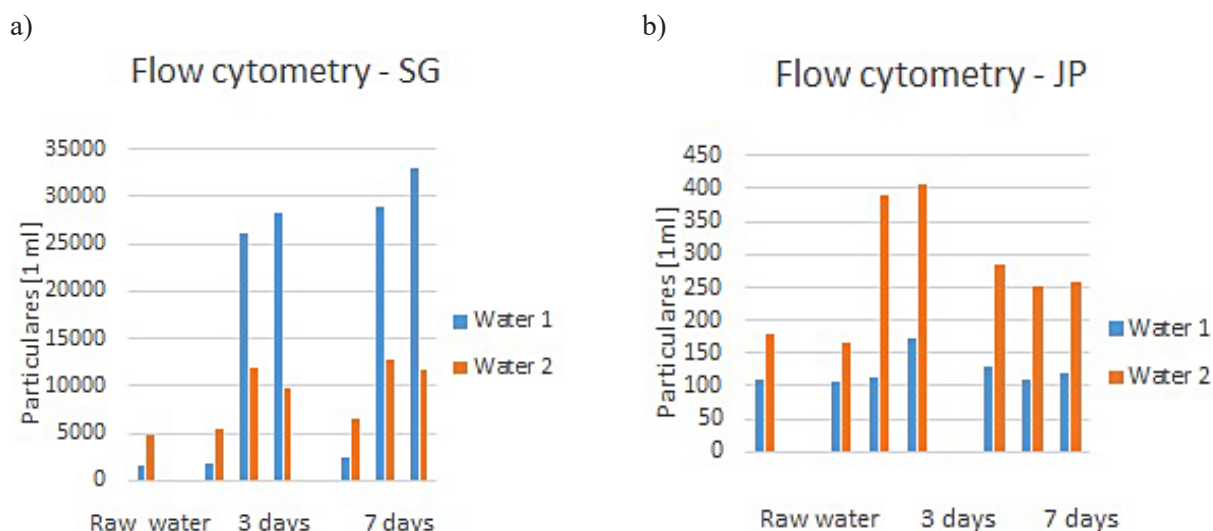 a)
Flow cytometry - SG
Particulares [1 ml]
35000
30000
25000
20000
15000
10000
5000
0
Raw water 3 days 7 days
Water 1
Water 2
b)
Flow cytometry - JP
Particulares [1ml]
450
400
350
300
250
200
150
100
50
0
Raw water 3 days 7 days
Water 1
Water 2